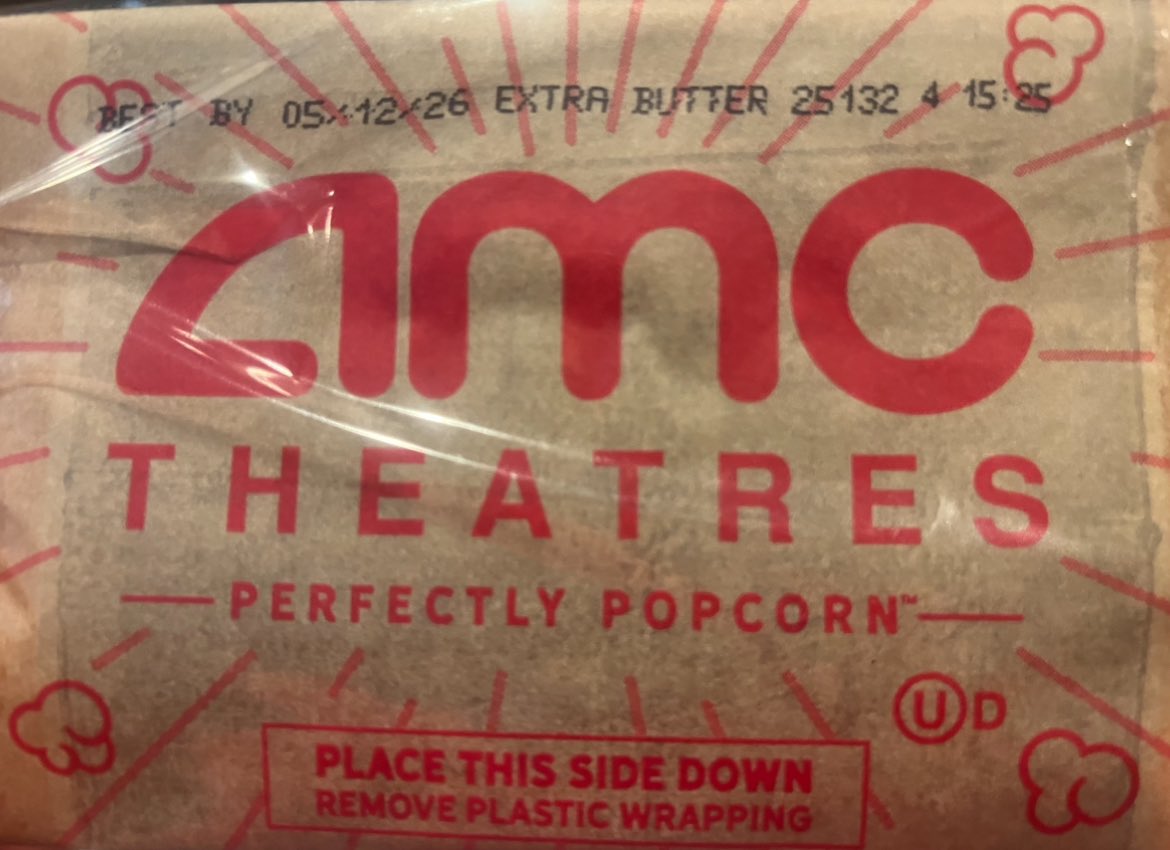 BEST BY 05/12/26 EXTRA BUTTER 25132 4 15:25
amc
THEATRES
PERFECTLY POPCORN™
U D
PLACE THIS SIDE DOWN
REMOVE PLASTIC WRAPPING